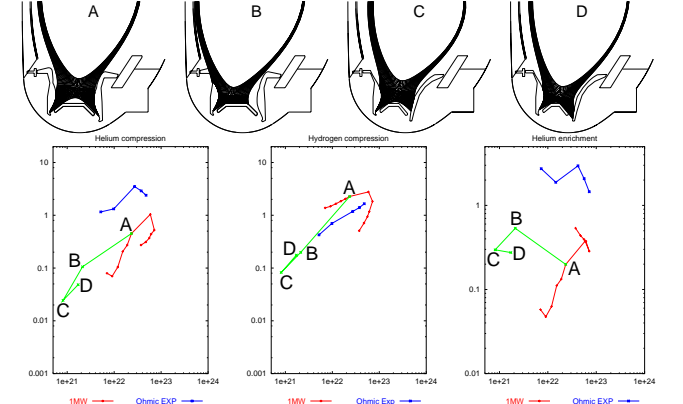 A B C D
Helium compression Hydrogen compression Helium enrichment
10
1
0.1
0.01
0.001
1e+21 1e+22 1e+23 1e+24
A
B
D
C
1MW Ohmic EXP
10
1
0.1
0.01
0.001
1e+21 1e+22 1e+23 1e+24
A
D B
C
1MW Ohmic Exp
1
0.1
0.01
1e+21 1e+22 1e+23 1e+24
B
C D
A
1MW Ohmic EXP